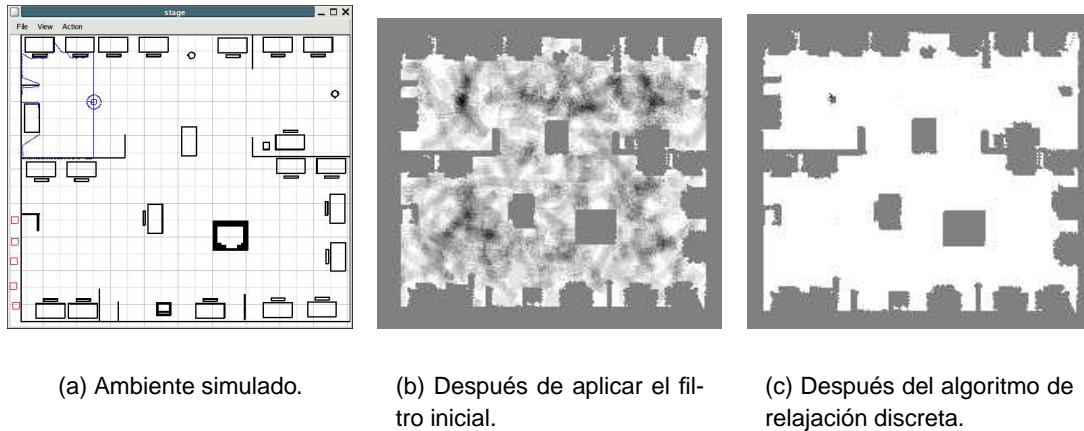 stage
File View Action
(a) Ambiente simulado.
(b) Después de aplicar el fil-
tro inicial.
(c) Después del algoritmo de
relajación discreta.